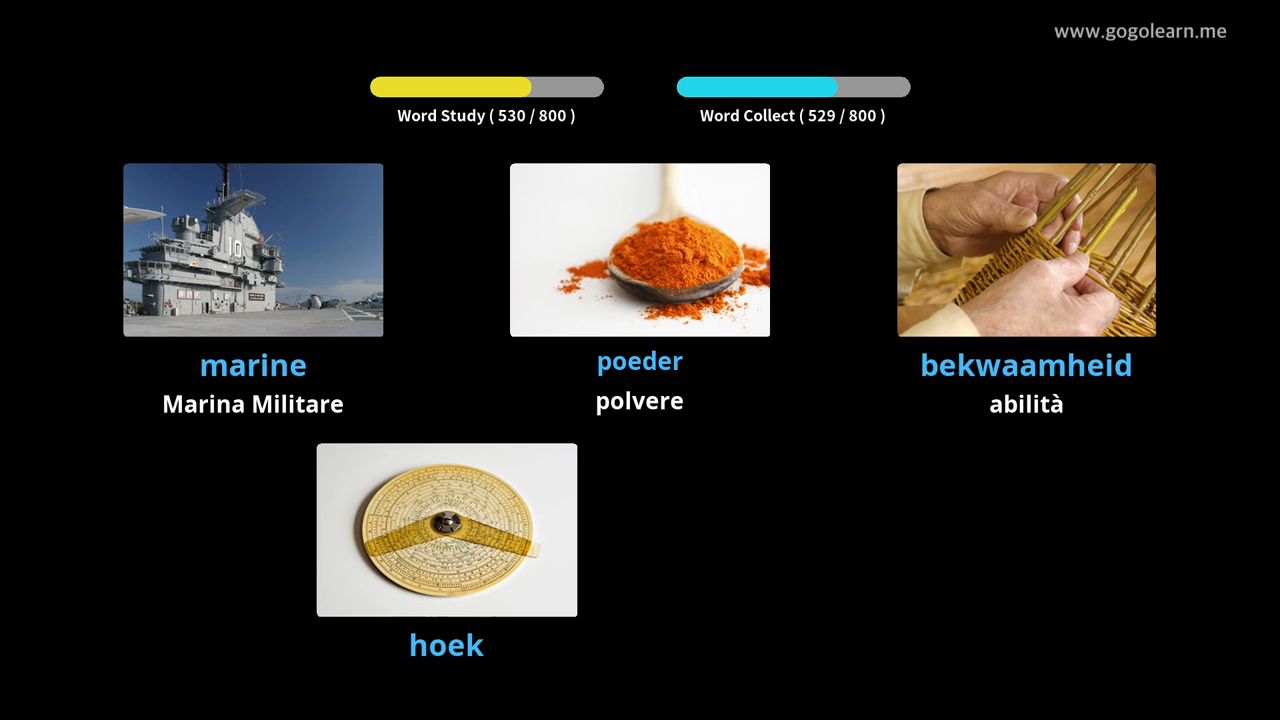 www.gogolearn.me
Word Study ( 530 / 800 )
Word Collect ( 529 / 800 )
marine
Marina Militare
poeder
polvere
bekwaamheid
abilità
hoek